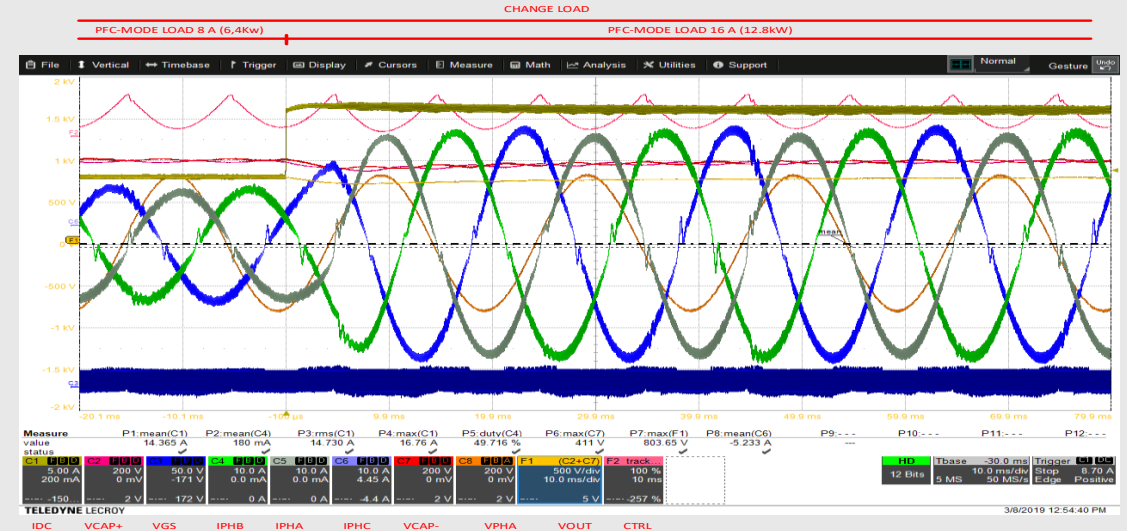 CHANGE LOAD
PFC-MODE LOAD 8 A (6,4Kw) PFC-MODE LOAD 16 A (12.8kW)
File Vertical Timebase Trigger Display Cursors Measure Math Analysis Utilities Support Normal Gesture Undo
2 kV
1.5 kV
F2
1 kV
500 V
C6
F1
mean
-500 V
-1 kV
-1.5 kV
C3
-2 kV
-20.1 ms -10.1 ms -100 µs 9.9 ms 19.9 ms 29.9 ms 39.9 ms 49.9 ms 59.9 ms 69.9 ms 79.9 ms
Measure P1:mean(C1) P2:mean(C4) P3:rms(C1) P4:max(C1) P5:duty(C4) P6:max(C7) P7:max(F1) P8:mean(C6) P9:- - - P10:- - - P11:- - - P12:- - -
value 14.365 A 180 mA 14.730 A 16.76 A 49.716 % 411 V 803.65 V -5.233 A ---
status
C1 F B D C2 F B D C4 F B D C5 F B D C6 F B D C7 F B D C8 F B A F1 (C2+C7) F2 track... HD Tbase -30.0 ms Trigger C1 DC
5.00 A 200 V 50.0 V 10.0 A 10.0 A 10.0 A 200 V 200 V 500 V/div 100 % 12 Bits 10.0 ms/div Stop 8.70 A
200 mA 0 mV -171 V 0.0 mA 0.0 mA 4.45 A 0 mV 0 mV 10.0 ms/div 10 ms 5 MS 50 MS/s Edge Positive
-150... 2 V 172 V 0 A 0 A -4.4 A 2 V 2 V 5 V -257 %
TELEDYNE LECROY 3/8/2019 12:54:40 PM
IDC VCAP+ VGS IPHB IPHA IPHC VCAP- VPHA VOUT CTRL